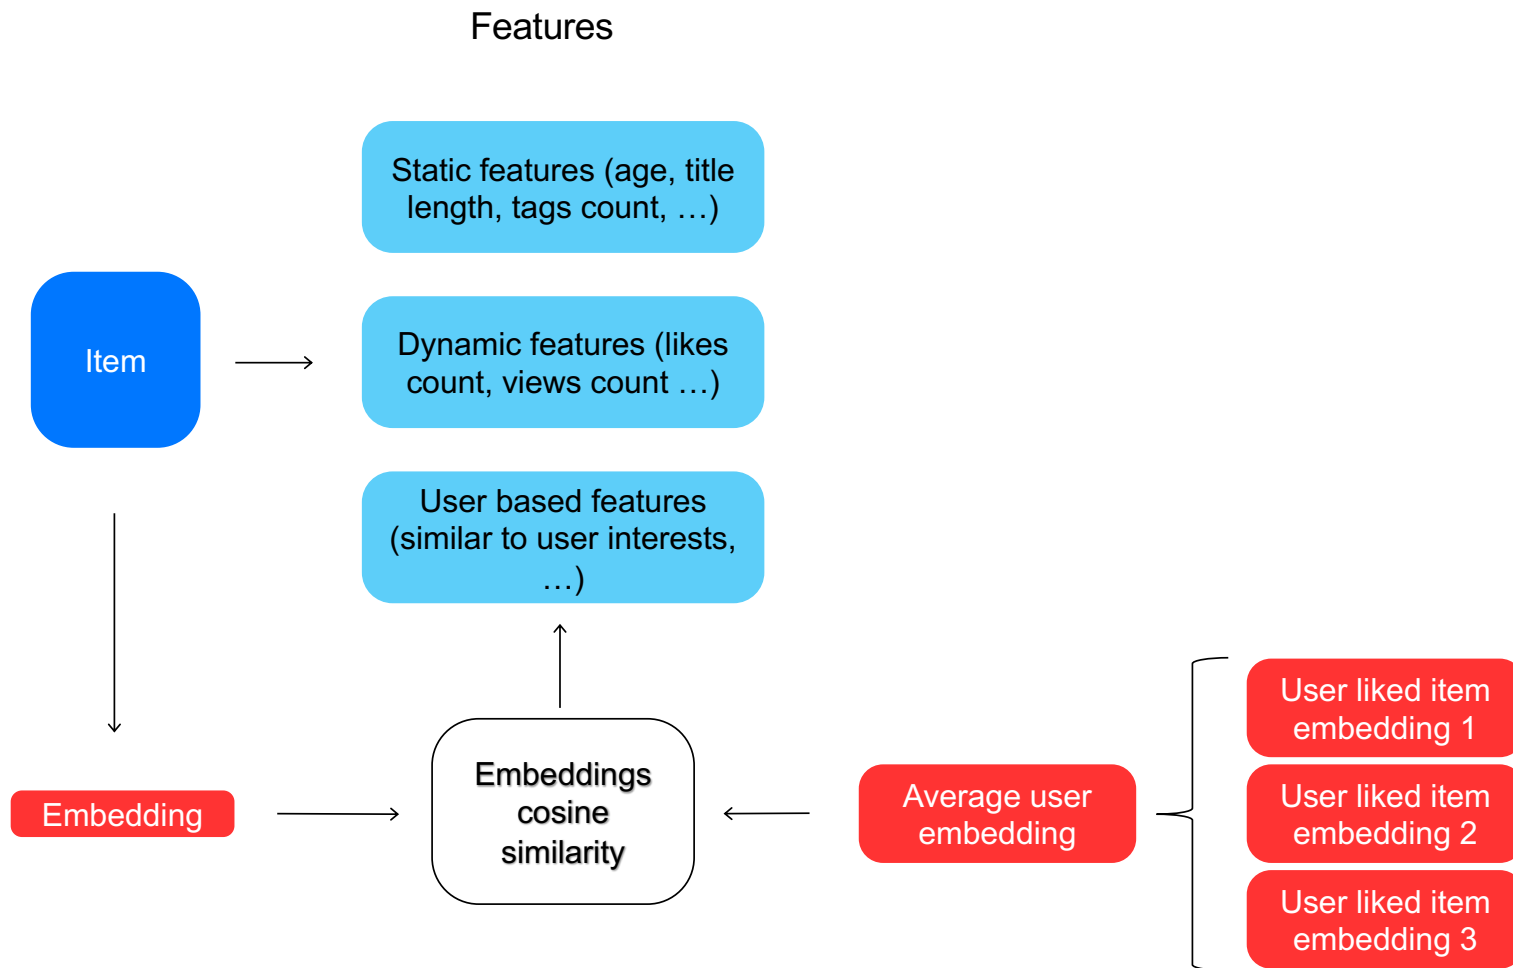 Features
Static features (age, title
length, tags count, …)
Item
Dynamic features (likes
count, views count …)
User based features
(similar to user interests,
…)
Embedding
Embeddings
cosine
similarity
Average user
embedding
User liked item
embedding 1
User liked item
embedding 2
User liked item
embedding 3